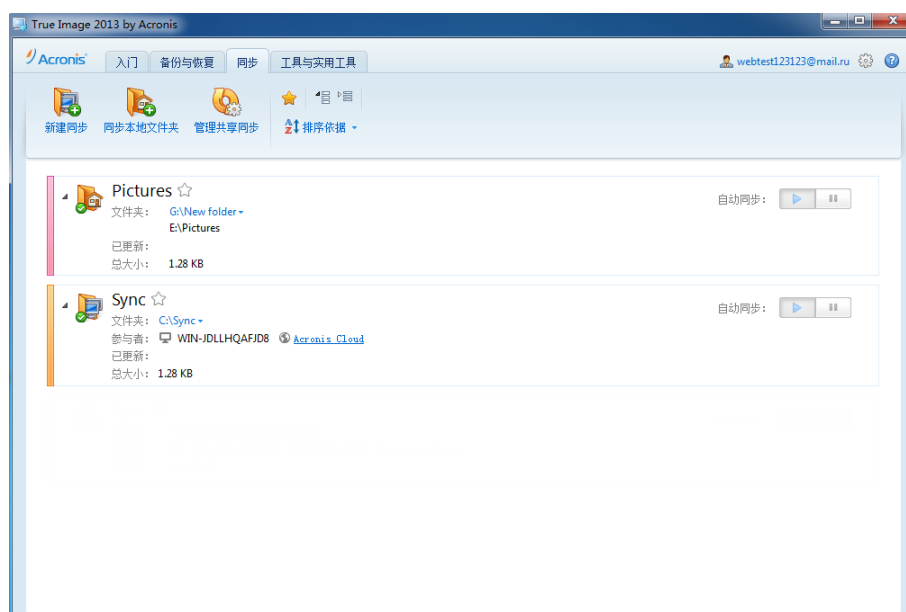 True Image 2013 by Acronis
Acronis 入门 备份与恢复 同步 工具与实用工具 webtest123123@mail.ru
新建同步 同步本地文件夹 管理共享同步 排序依据
Pictures
自动同步：
文件夹： G:\New folder
E:\Pictures
已更新：
总大小： 1.28 KB
Sync
自动同步：
文件夹： C:\Sync
参与者： WIN-JDLLHQAFJD8 Acronis Cloud
已更新：
总大小： 1.28 KB